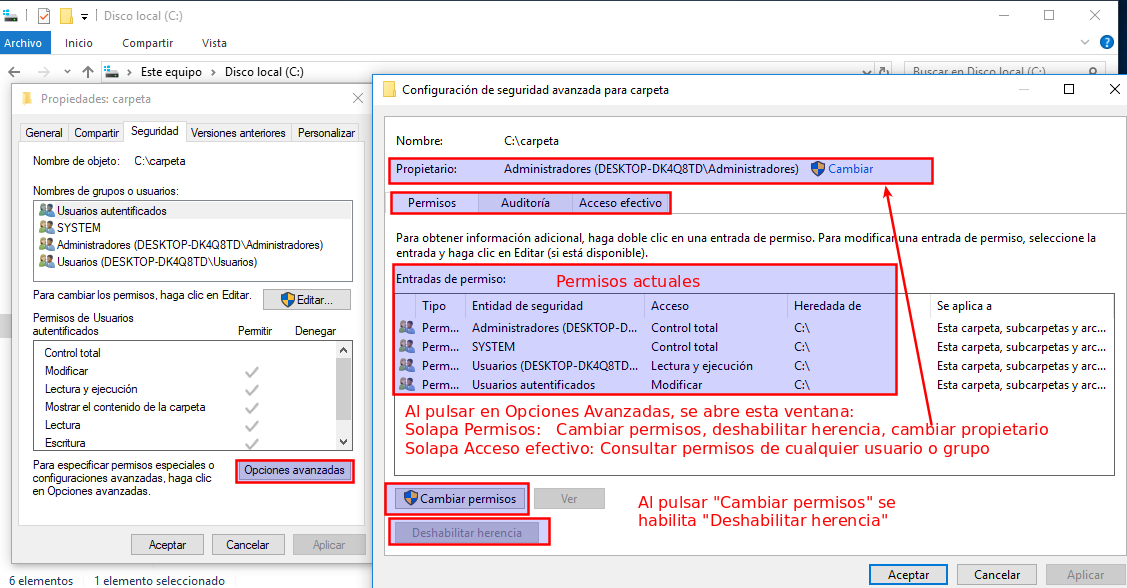 Disco local (C:)
Archivo Inicio Compartir Vista
Este equipo Disco local (C:)
Buscar en Disco local (C:)
Propiedades: carpeta
General Compartir Seguridad Versiones anteriores Personalizar
Nombre de objeto: C:\carpeta
Nombres de grupos o usuarios:
Usuarios autentificados
SYSTEM
Administradores (DESKTOP-DK4Q8TD\Administradores)
Usuarios (DESKTOP-DK4Q8TD\Usuarios)
Para cambiar los permisos, haga clic en Editar.
Editar...
Permisos de Usuarios
autentificados
Permitir Denegar
Control total
Modificar
Lectura y ejecución
Mostrar el contenido de la carpeta
Lectura
Escritura
Para especificar permisos especiales o
configuraciones avanzadas, haga clic
en Opciones avanzadas.
Opciones avanzadas
Aceptar Cancelar Aplicar
6 elementos 1 elemento seleccionado
Configuración de seguridad avanzada para carpeta
Nombre: C:\carpeta
Propietario: Administradores (DESKTOP-DK4Q8TD\Administradores) Cambiar
Permisos Auditoría Acceso efectivo
Para obtener información adicional, haga doble clic en una entrada de permiso. Para modificar una entrada de permiso, seleccione la
entrada y haga clic en Editar (si está disponible).
Entradas de permiso: Permisos actuales
Tipo Entidad de seguridad Acceso Heredada de Se aplica a
Perm... Administradores (DESKTOP-D... Control total C:\ Esta carpeta, subcarpetas y arc...
Perm... SYSTEM Control total C:\ Esta carpeta, subcarpetas y arc...
Perm... Usuarios (DESKTOP-DK4Q8TD... Lectura y ejecución C:\ Esta carpeta, subcarpetas y arc...
Perm... Usuarios autentificados Modificar C:\ Esta carpeta, subcarpetas y arc...
Al pulsar en Opciones Avanzadas, se abre esta ventana:
Solapa Permisos: Cambiar permisos, deshabilitar herencia, cambiar propietario
Solapa Acceso efectivo: Consultar permisos de cualquier usuario o grupo
Cambiar permisos Ver
Deshabilitar herencia
Al pulsar "Cambiar permisos" se
habilita "Deshabilitar herencia"
Aceptar Cancelar Aplicar